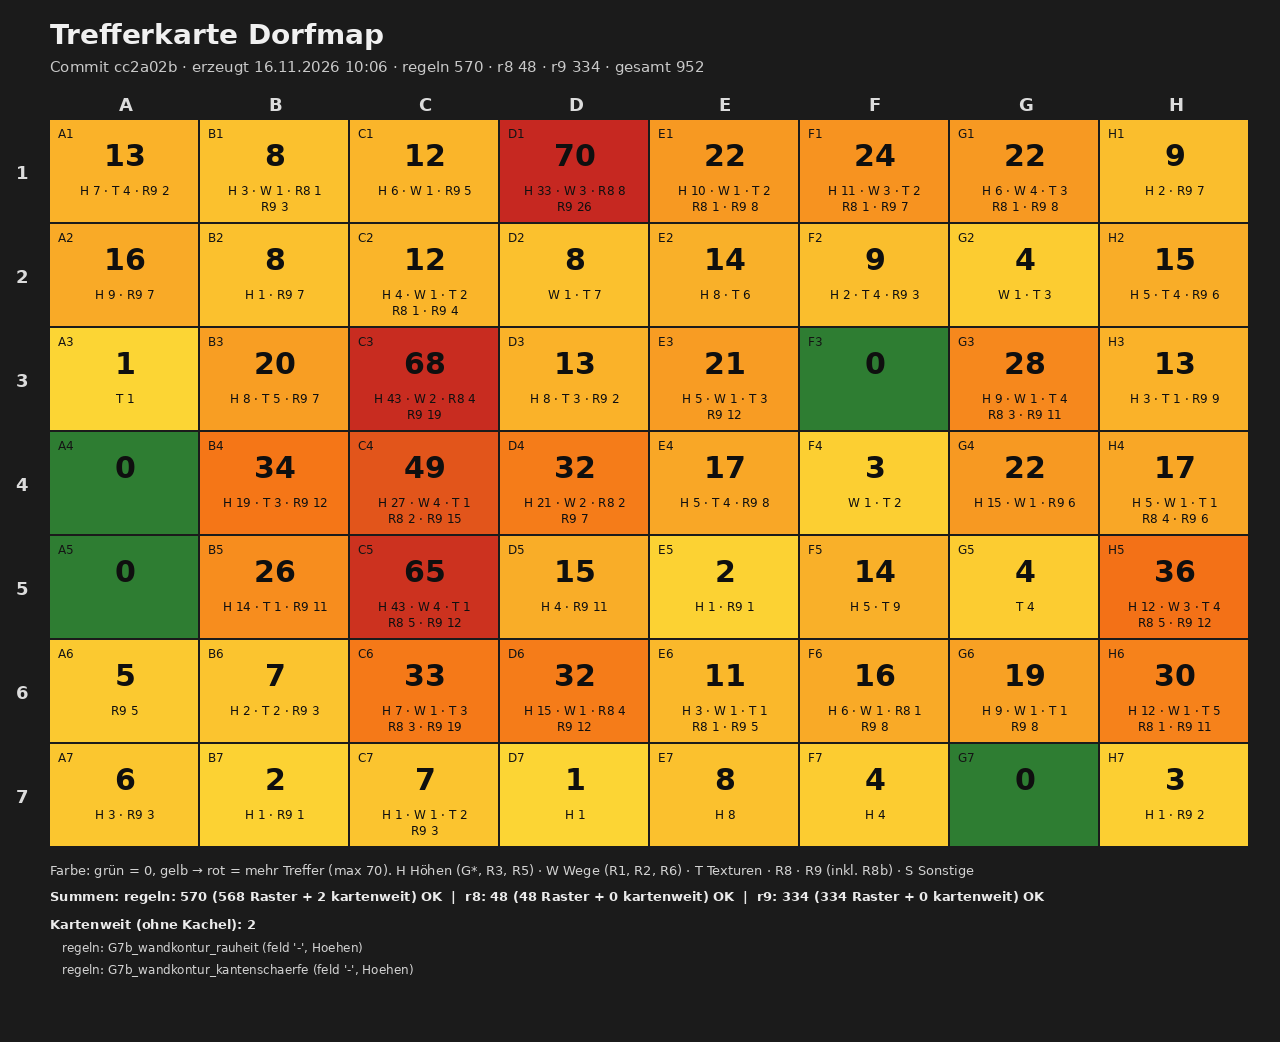 Trefferkarte Dorfmap
Commit cc2a02b · erzeugt 16.11.2026 10:06 · regeln 570 · r8 48 · r9 334 · gesamt 952
A B C D E F G H
1
A1 B1 C1 D1 E1 F1 G1 H1
13 8 12 70 22 24 22 9
H 7 · T 4 · R9 2 H 3 · W 1 · R8 1 H 6 · W 1 · R9 5 H 33 · W 3 · R8 8 H 10 · W 1 · T 2 H 11 · W 3 · T 2 H 6 · W 4 · T 3 H 2 · R9 7
R9 3 R9 26 R8 1 · R9 8 R8 1 · R9 7 R8 1 · R9 8
2
A2 B2 C2 D2 E2 F2 G2 H2
16 8 12 8 14 9 4 15
H 9 · R9 7 H 1 · R9 7 H 4 · W 1 · T 2 W 1 · T 7 H 8 · T 6 H 2 · T 4 · R9 3 W 1 · T 3 H 5 · T 4 · R9 6
R8 1 · R9 4
3
A3 B3 C3 D3 E3 F3 G3 H3
1 20 68 13 21 0 28 13
T 1 H 8 · T 5 · R9 7 H 43 · W 2 · R8 4 H 8 · T 3 · R9 2 H 5 · W 1 · T 3 H 9 · W 1 · T 4 H 3 · T 1 · R9 9
R9 19 R9 12 R8 3 · R9 11
4
A4 B4 C4 D4 E4 F4 G4 H4
0 34 49 32 17 3 22 17
H 19 · T 3 · R9 12 H 27 · W 4 · T 1 H 21 · W 2 · R8 2 H 5 · T 4 · R9 8 W 1 · T 2 H 15 · W 1 · R9 6 H 5 · W 1 · T 1
R8 2 · R9 15 R9 7 R8 4 · R9 6
5
A5 B5 C5 D5 E5 F5 G5 H5
0 26 65 15 2 14 4 36
H 14 · T 1 · R9 11 H 43 · W 4 · T 1 H 4 · R9 11 H 1 · R9 1 H 5 · T 9 T 4 H 12 · W 3 · T 4
R8 5 · R9 12 R8 5 · R9 12
6
A6 B6 C6 D6 E6 F6 G6 H6
5 7 33 32 11 16 19 30
R9 5 H 2 · T 2 · R9 3 H 7 · W 1 · T 3 H 15 · W 1 · R8 4 H 3 · W 1 · T 1 H 6 · W 1 · R8 1 H 9 · W 1 · T 1 H 12 · W 1 · T 5
R8 3 · R9 19 R9 12 R8 1 · R9 5 R9 8 R9 8 R8 1 · R9 11
7
A7 B7 C7 D7 E7 F7 G7 H7
6 2 7 1 8 4 0 3
H 3 · R9 3 H 1 · R9 1 H 1 · W 1 · T 2 H 1 H 8 H 4 H 1 · R9 2
R9 3
Farbe: grün = 0, gelb → rot = mehr Treffer (max 70). H Höhen (G*, R3, R5) · W Wege (R1, R2, R6) · T Texturen · R8 · R9 (inkl. R8b) · S Sonstige
Summen: regeln: 570 (568 Raster + 2 kartenweit) OK | r8: 48 (48 Raster + 0 kartenweit) OK | r9: 334 (334 Raster + 0 kartenweit) OK
Kartenweit (ohne Kachel): 2
regeln: G7b_wandkontur_rauheit (feld '-', Hoehen)
regeln: G7b_wandkontur_kantenschaerfe (feld '-', Hoehen)